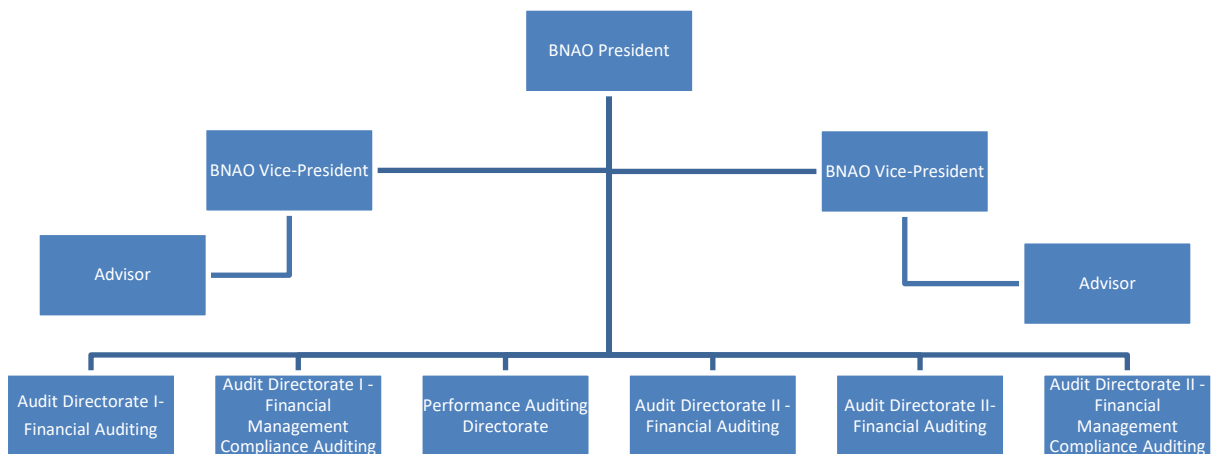 BNAO President
BNAO Vice-President
BNAO Vice-President
Advisor
Advisor
Audit Directorate I-
Financial Auditing
Audit Directorate I -
Financial
Management
Compliance Auditing
Performance Auditing
Directorate
Audit Directorate II -
Financial Auditing
Audit Directorate II-
Financial Auditing
Audit Directorate II -
Financial
Management
Compliance Auditing